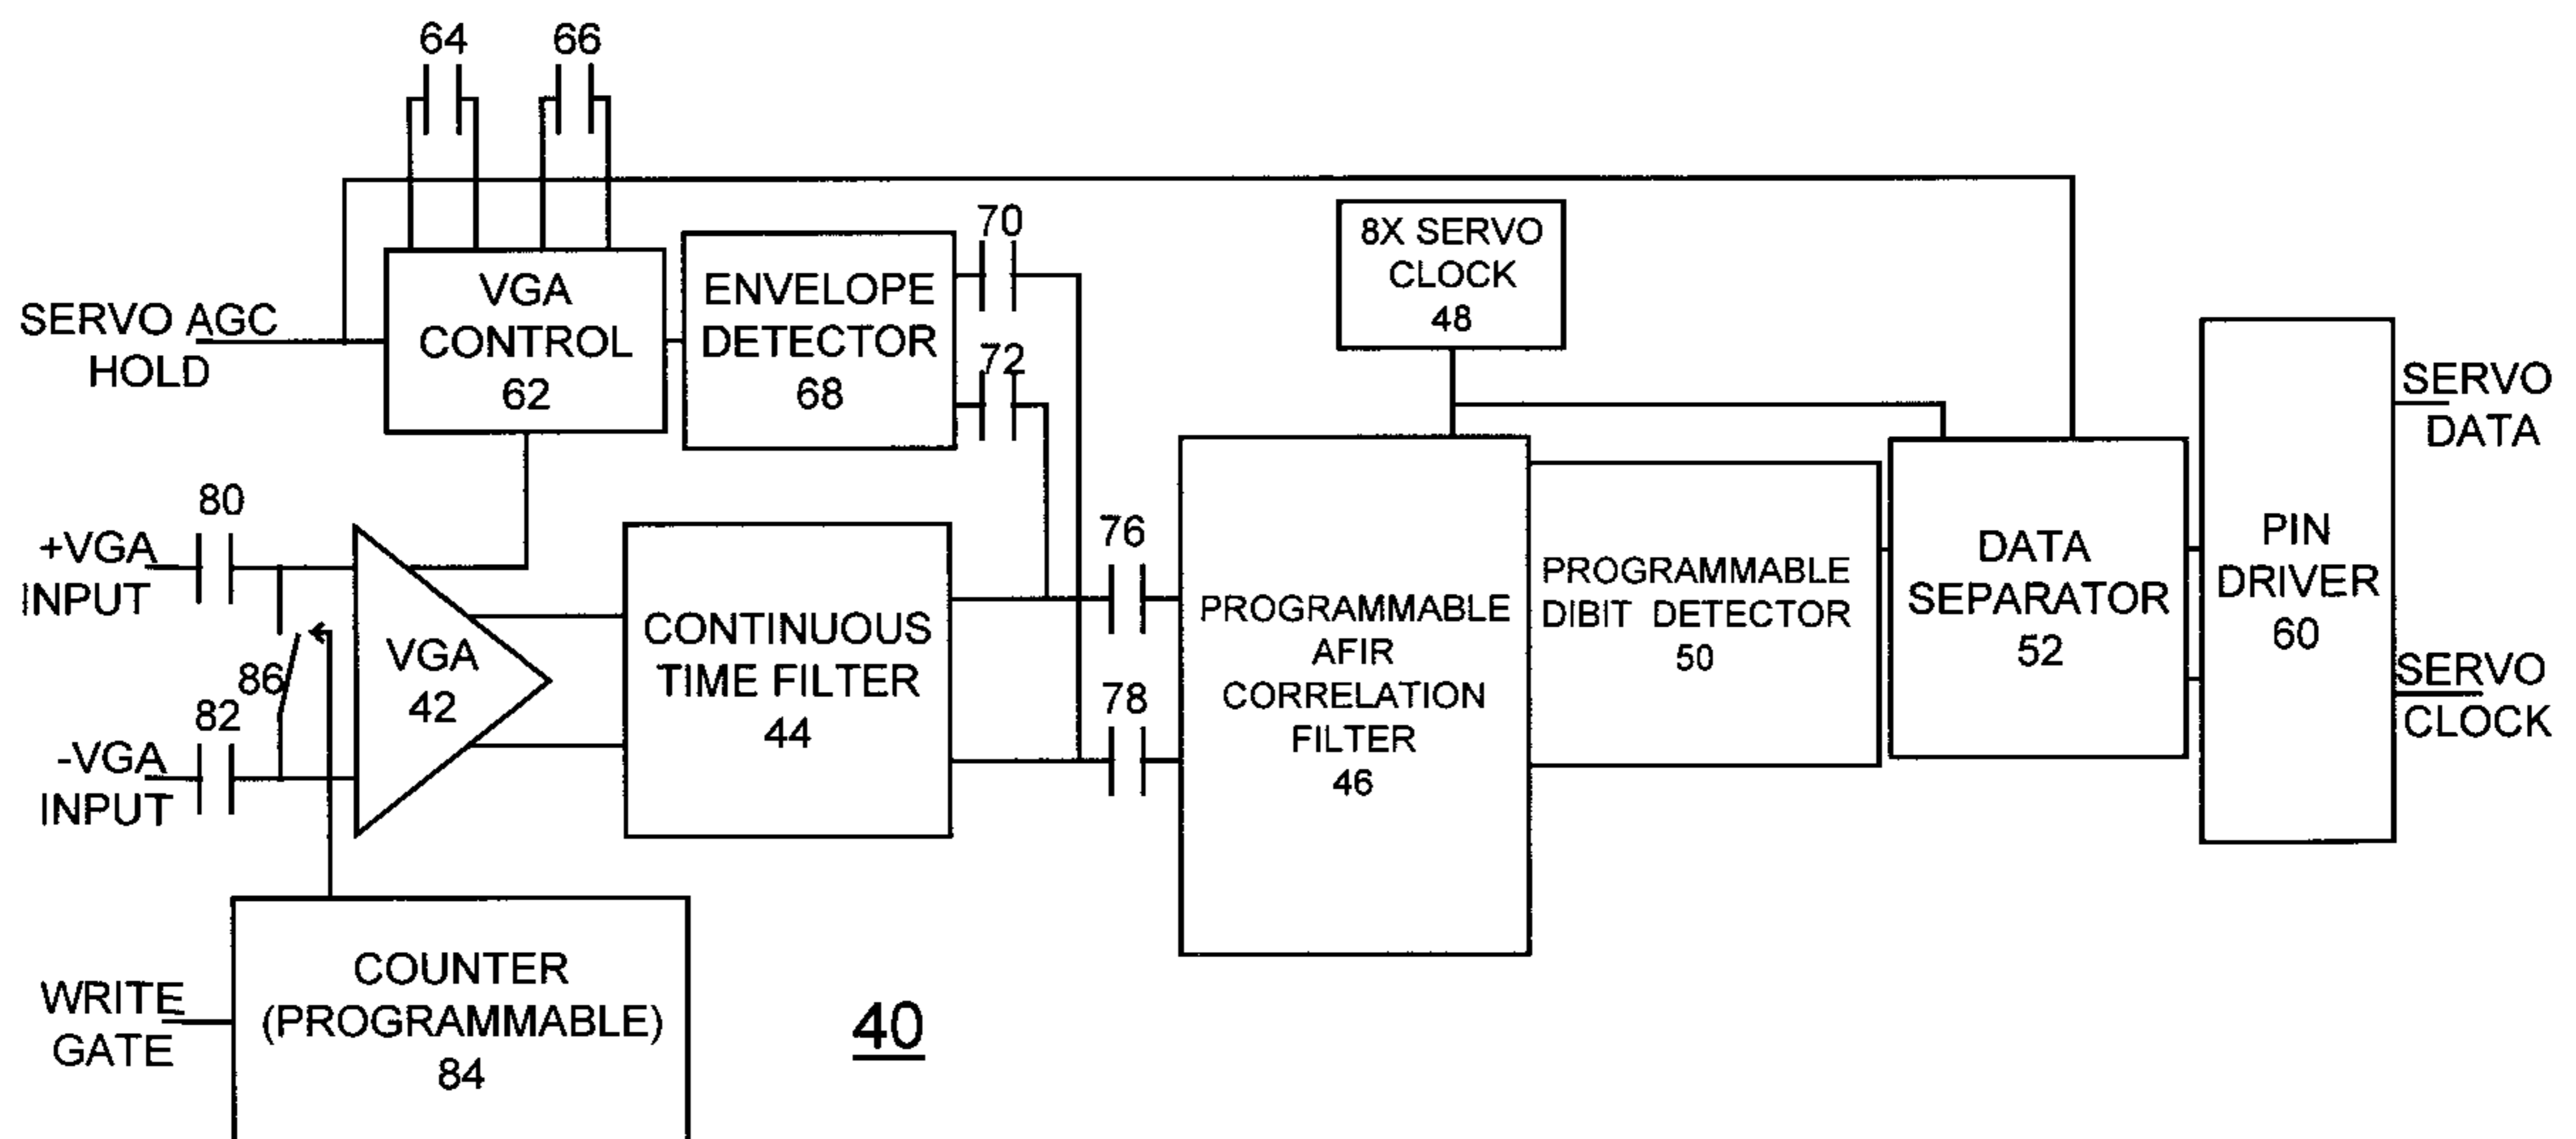 64
66
SERVO AGC
HOLD
VGA
CONTROL
62
ENVELOPE
DETECTOR
68
70
72
8X SERVO
CLOCK
48
80
+VGA
INPUT
86
82
-VGA
INPUT
VGA
42
CONTINUOUS
TIME FILTER
44
76
78
PROGRAMMABLE
AFIR
CORRELATION
FILTER
46
PROGRAMMABLE
DIBIT DETECTOR
50
DATA
SEPARATOR
52
PIN
DRIVER
60
SERVO
DATA
SERVO
CLOCK
WRITE
GATE
COUNTER
(PROGRAMMABLE)
84
40